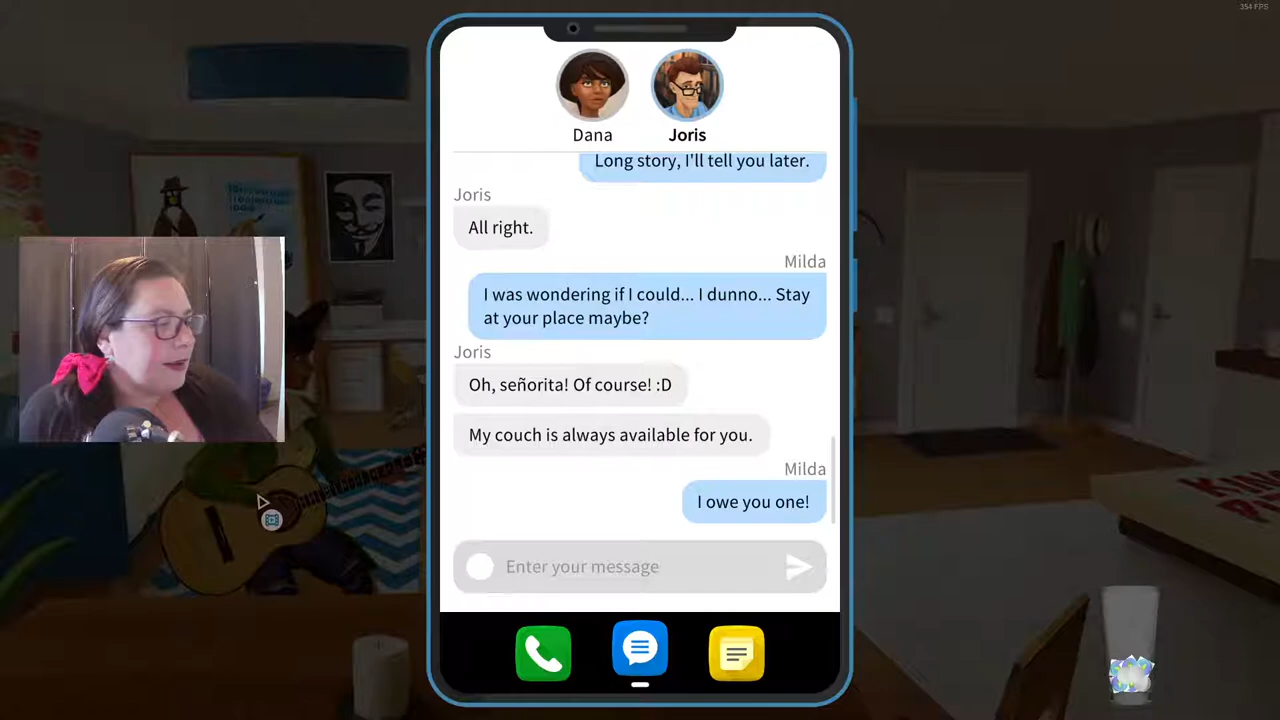 354 FPS
Dana
Joris
Long story, I'll tell you later.
Joris
All right.
Milda
I was wondering if I could... I dunno... Stay
at your place maybe?
Joris
Oh, señorita! Of course! :D
My couch is always available for you.
Milda
I owe you one!
Enter your message